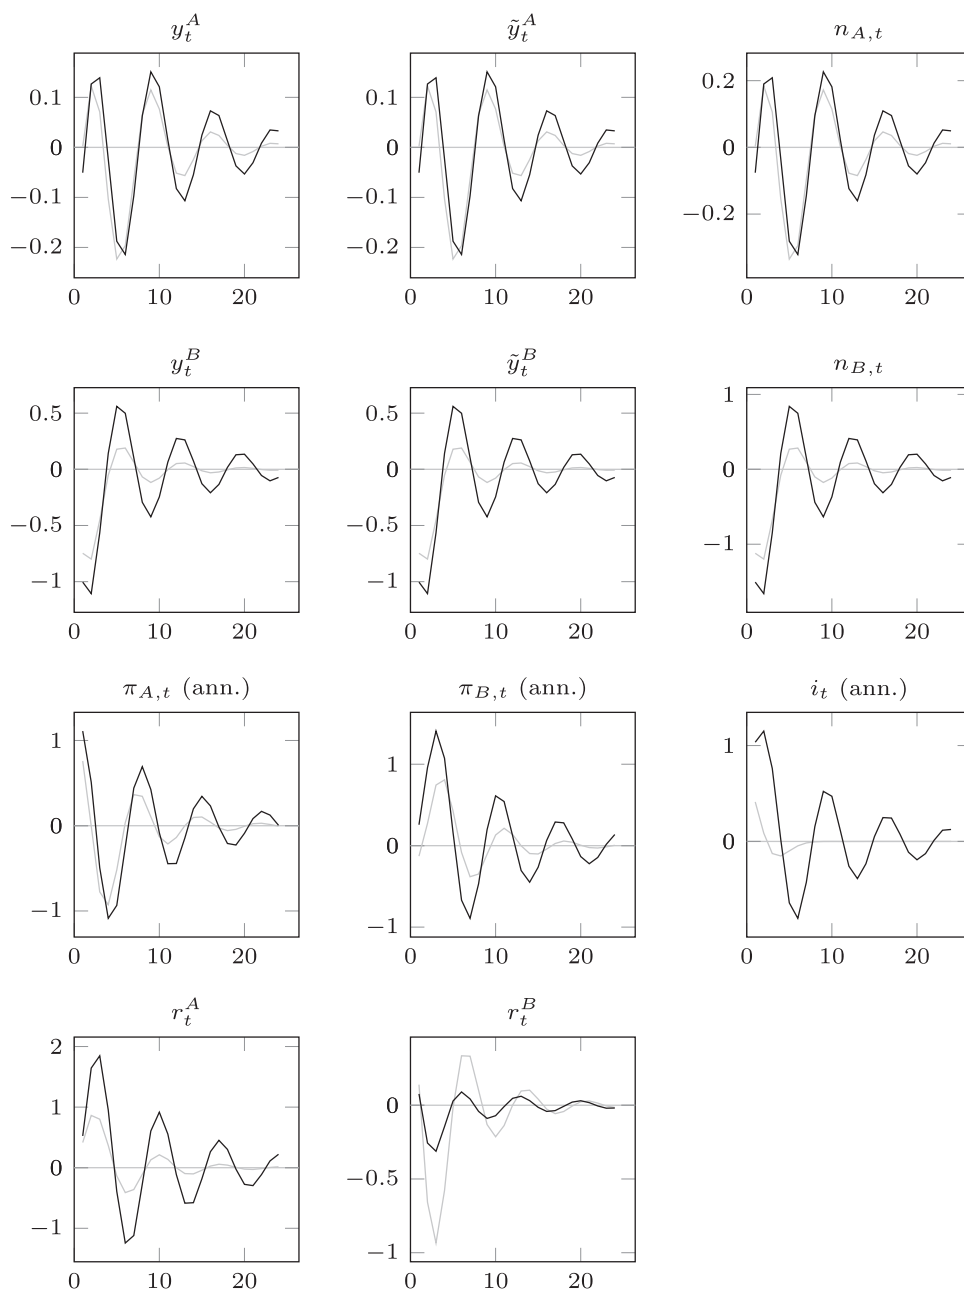 y_t^A ỹ_t^A n_{A,t}
0.1 0.1 0.2
0 0 0
−0.1 −0.1
−0.2 −0.2 −0.2
0 10 20 0 10 20 0 10 20
y_t^B ỹ_t^B n_{B,t}
0.5 0.5 1
0 0 0
−0.5 −0.5 −1
−1 −1
0 10 20 0 10 20 0 10 20
π_{A,t} (ann.) π_{B,t} (ann.) i_t (ann.)
1 1 1
0 0 0
−1 −1
0 10 20 0 10 20 0 10 20
r_t^A r_t^B
2 0
1 −0.5
0 −1
−1
0 10 20 0 10 20